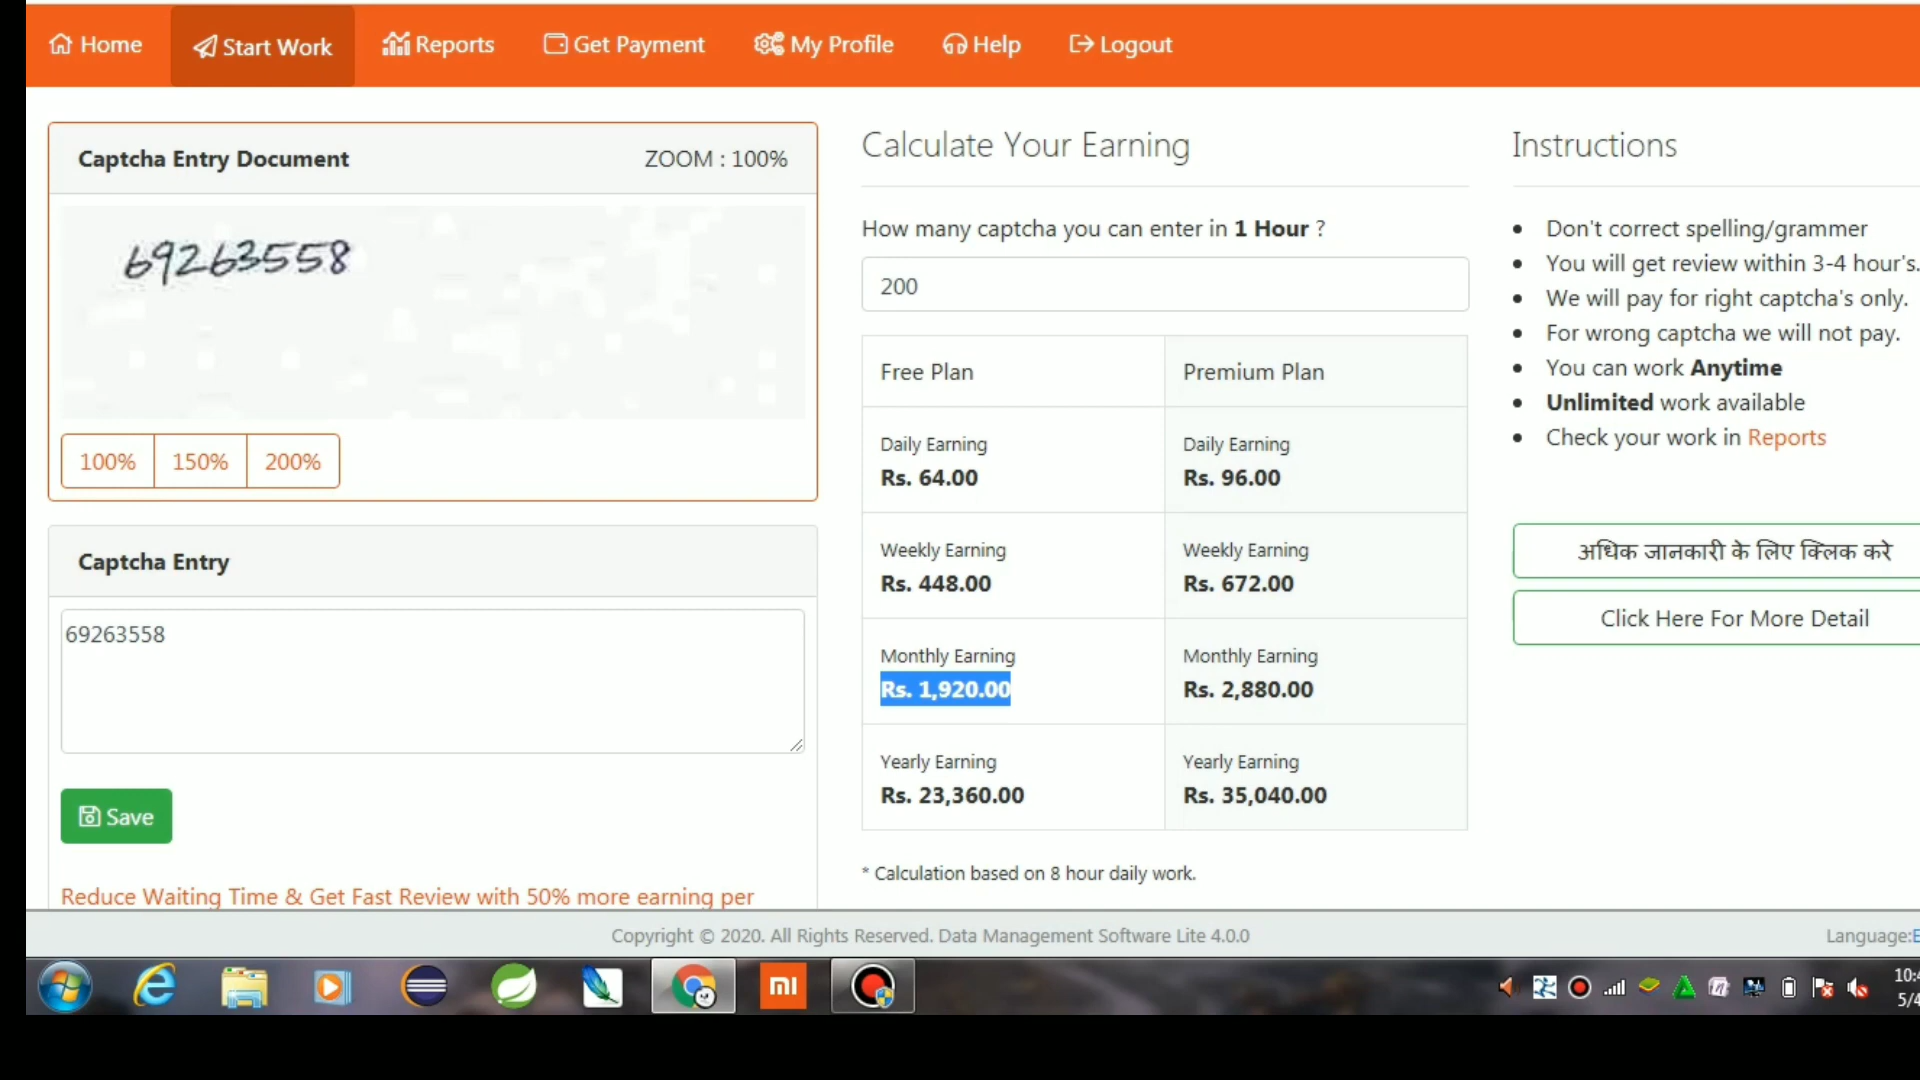 Home Start Work Reports Get Payment My Profile Help Logout
Captcha Entry Document ZOOM : 100%
69263558
100% 150% 200%
Captcha Entry
69263558
Save
Reduce Waiting Time & Get Fast Review with 50% more earning per
Calculate Your Earning
How many captcha you can enter in 1 Hour ?
200
Free Plan Premium Plan
Daily Earning Daily Earning
Rs. 64.00 Rs. 96.00
Weekly Earning Weekly Earning
Rs. 448.00 Rs. 672.00
Monthly Earning Monthly Earning
Rs. 1,920.00 Rs. 2,880.00
Yearly Earning Yearly Earning
Rs. 23,360.00 Rs. 35,040.00
* Calculation based on 8 hour daily work.
Instructions
Don't correct spelling/grammer
You will get review within 3-4 hour's.
We will pay for right captcha's only.
For wrong captcha we will not pay.
You can work Anytime
Unlimited work available
Check your work in Reports
अधिक जानकारी के लिए क्लिक करे
Click Here For More Detail
Copyright © 2020. All Rights Reserved. Data Management Software Lite 4.0.0
Language:
mi